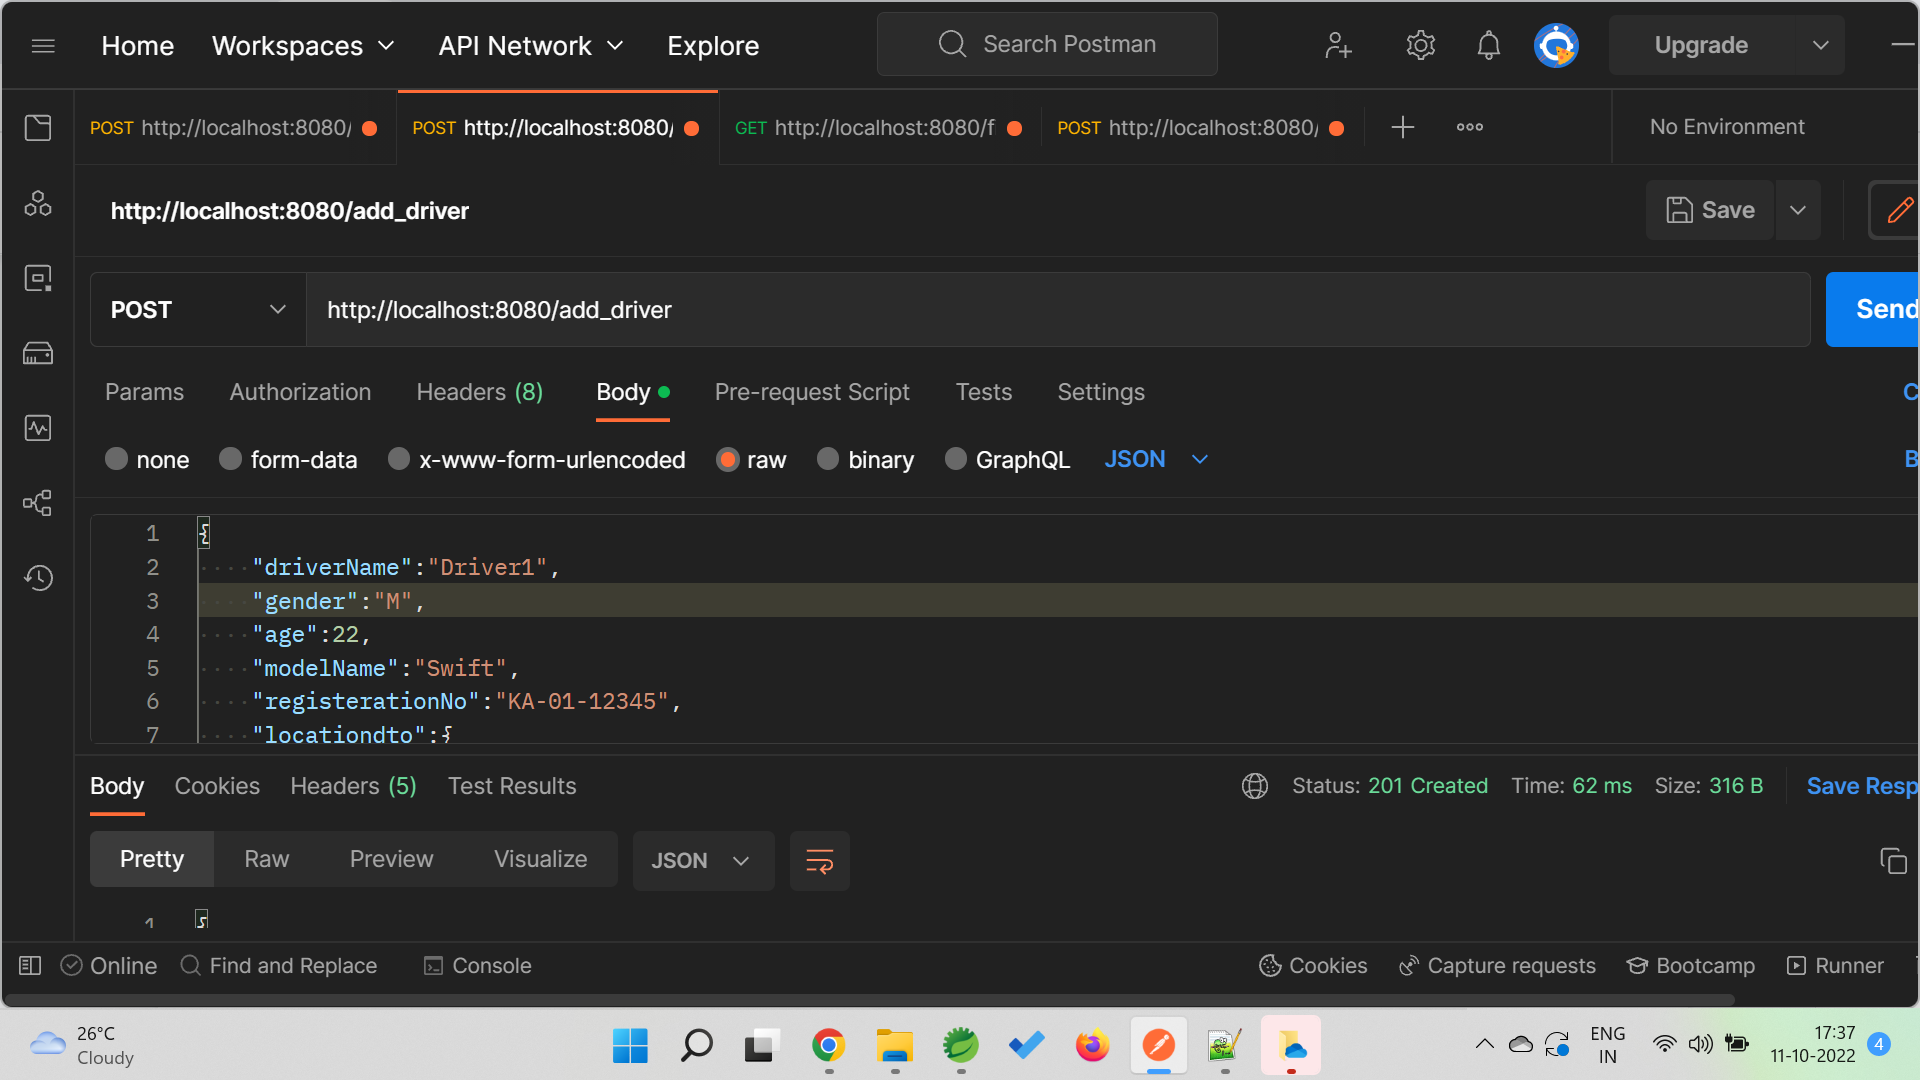 Home Workspaces API Network Explore Search Postman Upgrade
POST http://localhost:8080/ POST http://localhost:8080/ GET http://localhost:8080/f POST http://localhost:8080/ No Environment
http://localhost:8080/add_driver Save
POST http://localhost:8080/add_driver Send
Params Authorization Headers (8) Body Pre-request Script Tests Settings C
none form-data x-www-form-urlencoded raw binary GraphQL JSON B
1 {
2 "driverName":"Driver1",
3 "gender":"M",
4 "age":22,
5 "modelName":"Swift",
6 "registerationNo":"KA-01-12345",
7 "locationdto":{
Body Cookies Headers (5) Test Results Status: 201 Created Time: 62 ms Size: 316 B Save Resp
Pretty Raw Preview Visualize JSON
1 {
Online Find and Replace Console Cookies Capture requests Bootcamp Runner
26°C
Cloudy
ENG
IN
17:37
11-10-2022
4